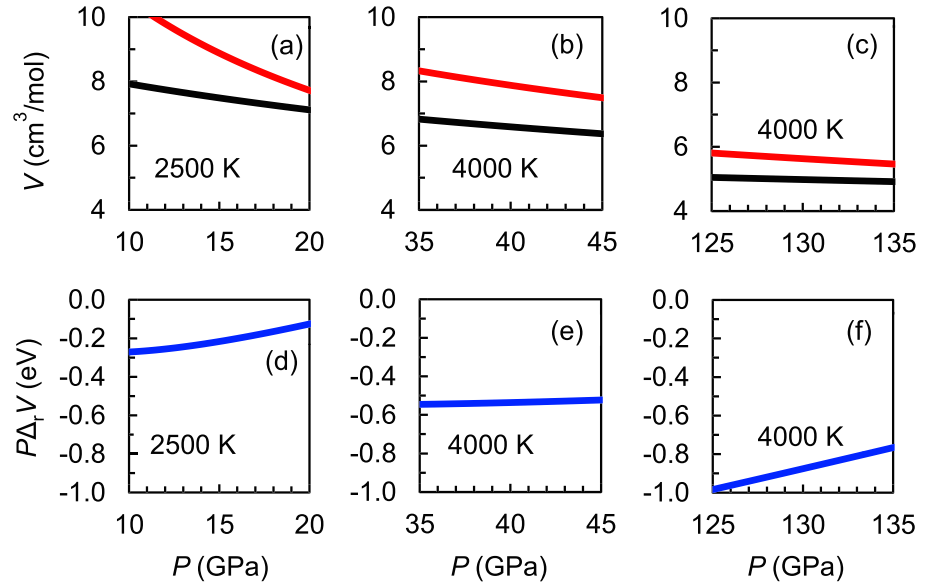 10 10 10
(a) (b) (c)
8 8 8
V (cm³/mol)
6 6 6
2500 K 4000 K 4000 K
4 4 4
10 15 20 35 40 45 125 130 135
0.0 0.0 0.0
(d) (e) (f)
-0.2 -0.2 -0.2
-0.4 -0.4 -0.4
PΔᵣV (eV)
-0.6 -0.6 -0.6
2500 K 4000 K 4000 K
-0.8 -0.8 -0.8
-1.0 -1.0 -1.0
10 15 20 35 40 45 125 130 135
P (GPa) P (GPa) P (GPa)